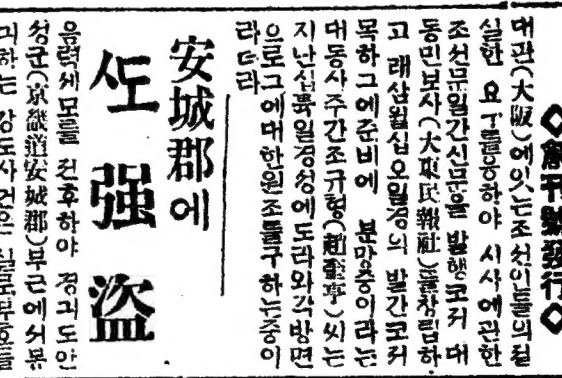 ◇創刊號發行◇
대판(大阪)에잇는조선인들의절
실한 요구를응하야 시사에관한
조선문일간신문을 발행코저 대
동민보사(大東民報社)를창립하
고 래삼월십오일경의 발간코저
목하그에준비에 분망중이라는
대동사주간조규형(趙奎亨)씨는
지난십륙일경성에도라와각방면
으로그에대한원조를구하는중이
라더라
安城郡에
또强盜
음력세모를 전후하야 경긔도안
성군(京畿道安城郡)부근에서봉
긔하는 강도사건은